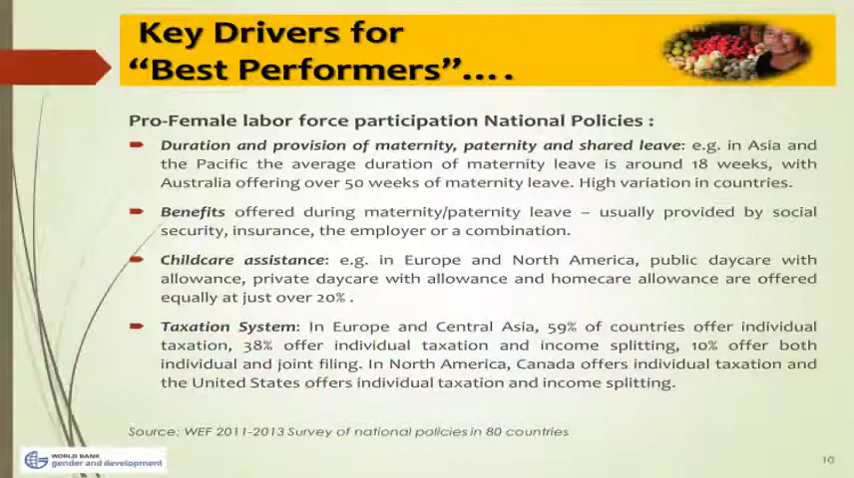 Key Drivers for
“Best Performers”….
Pro-Female labor force participation National Policies :
Duration and provision of maternity, paternity and shared leave: e.g. in Asia and
the Pacific the average duration of maternity leave is around 18 weeks, with
Australia offering over 50 weeks of maternity leave. High variation in countries.
Benefits offered during maternity/paternity leave – usually provided by social
security, insurance, the employer or a combination.
Childcare assistance: e.g. in Europe and North America, public daycare with
allowance, private daycare with allowance and homecare allowance are offered
equally at just over 20% .
Taxation System: In Europe and Central Asia, 59% of countries offer individual
taxation, 38% offer individual taxation and income splitting, 10% offer both
individual and joint filing. In North America, Canada offers individual taxation and
the United States offers individual taxation and income splitting.
Source: WEF 2011-2013 Survey of national policies in 80 countries
WORLD BANK
gender and development
10